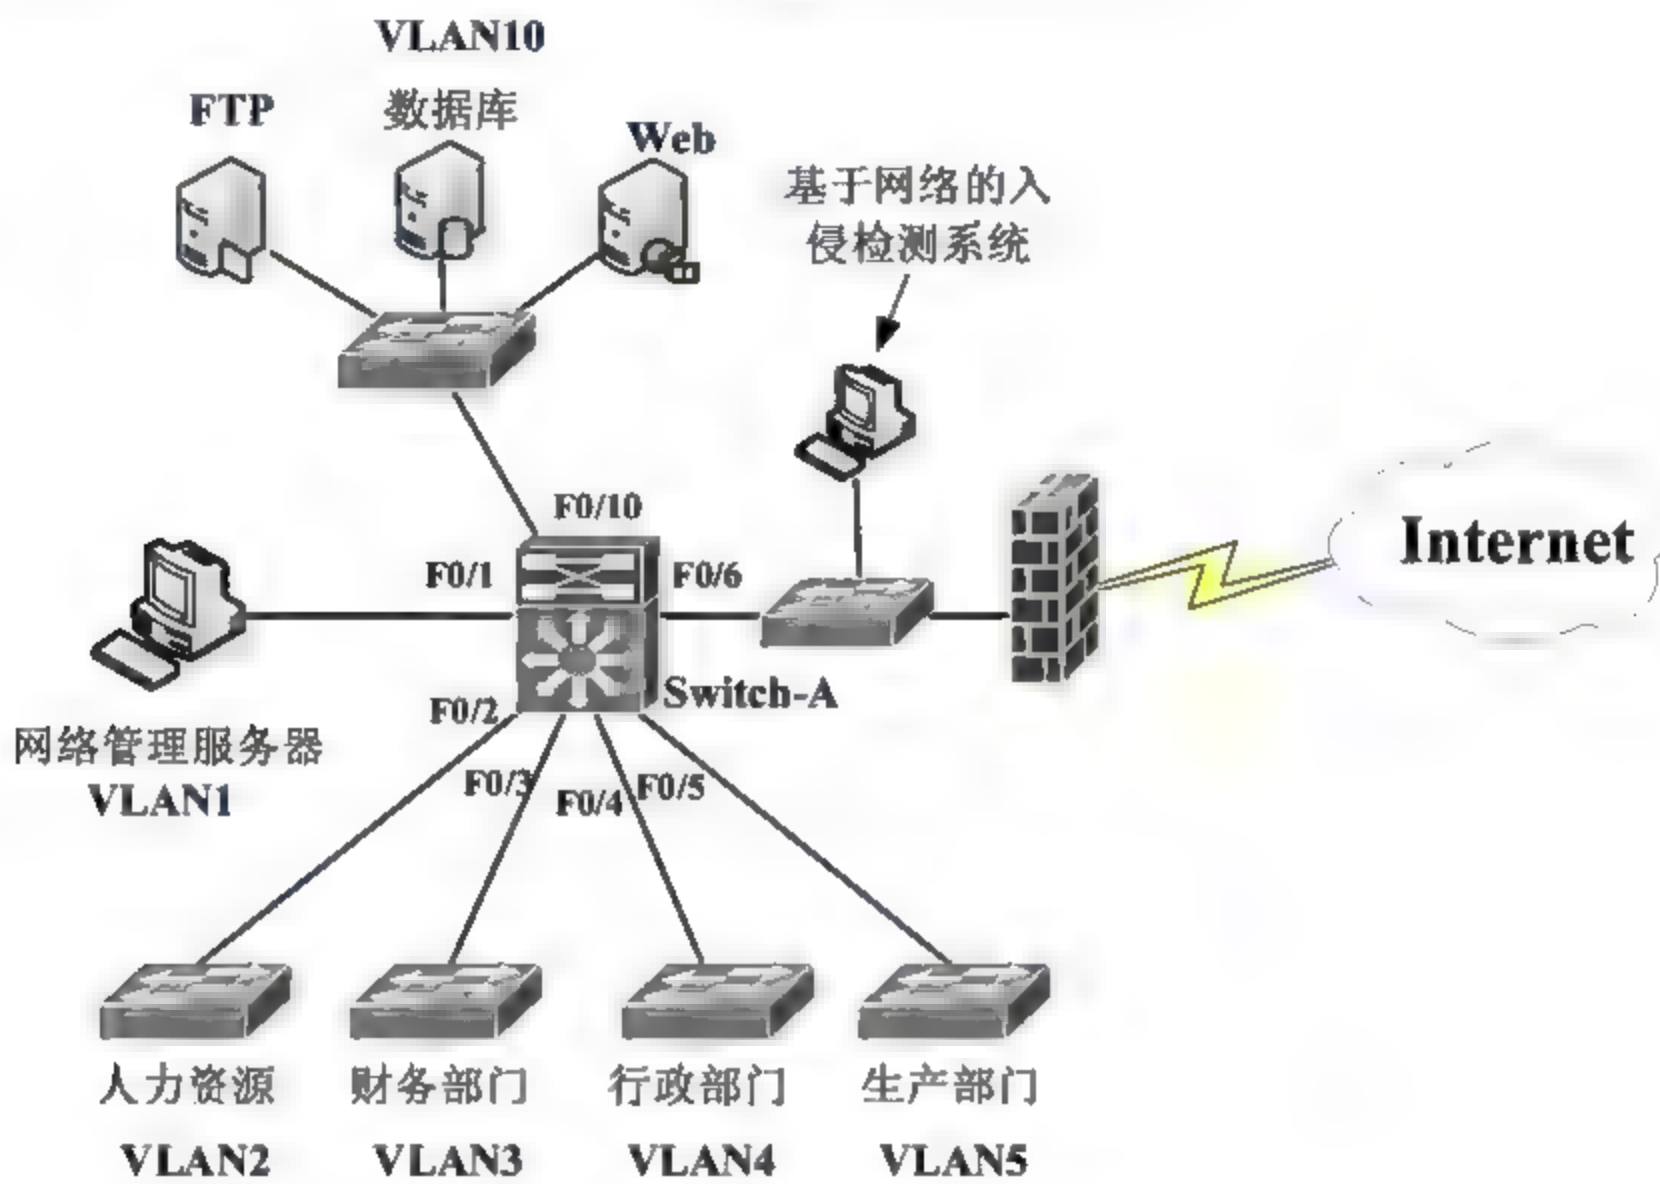 VLAN10
FTP
数据库
Web
基于网络的入
侵检测系统
F0/10
F0/1
F0/6
Internet
Switch-A
F0/2
网络管理服务器
VLAN1
F0/3
F0/4
F0/5
人力资源
财务部门
行政部门
生产部门
VLAN2
VLAN3
VLAN4
VLAN5